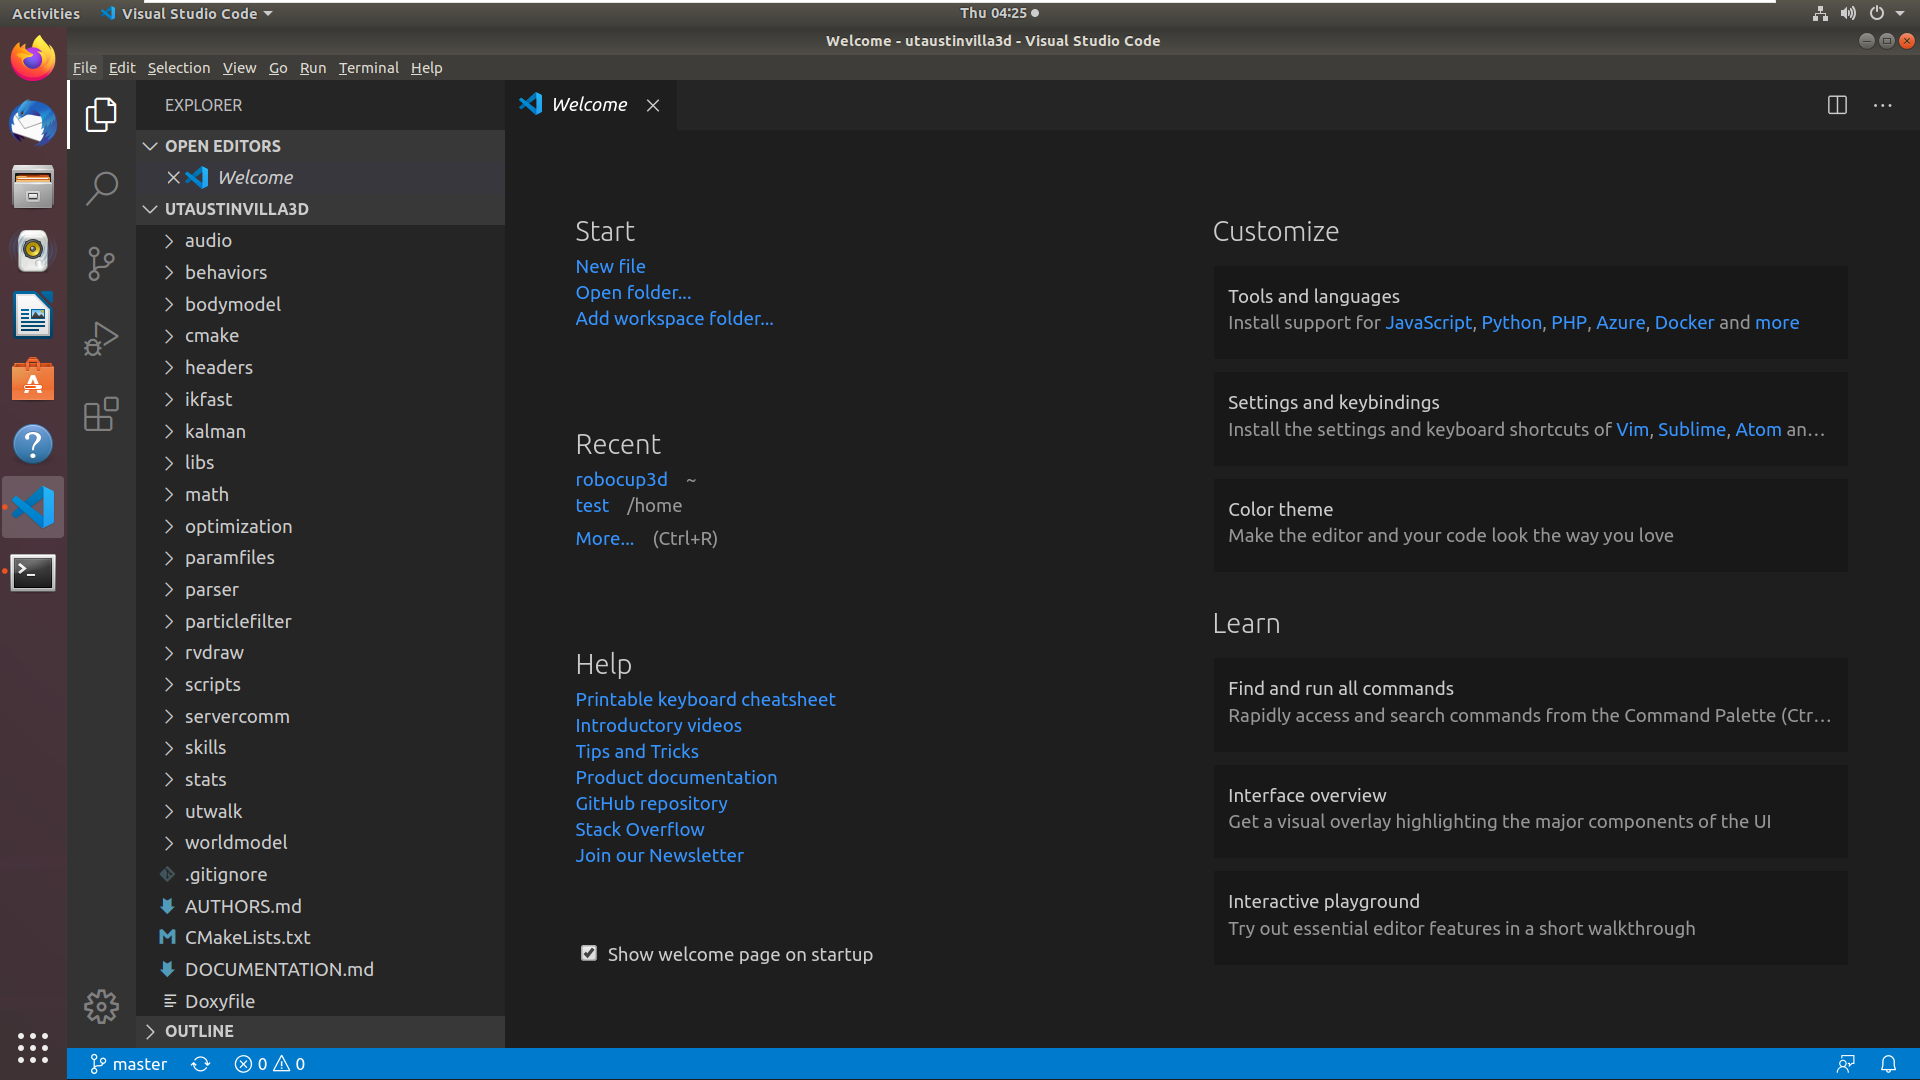 Activities Visual Studio Code Thu 04:25
Welcome - utaustinvilla3d - Visual Studio Code
File Edit Selection View Go Run Terminal Help
EXPLORER
OPEN EDITORS
Welcome
UTAUSTINVILLA3D
audio
behaviors
bodymodel
cmake
headers
ikfast
kalman
libs
math
optimization
paramfiles
parser
particlefilter
rvdraw
scripts
servercomm
skills
stats
utwalk
worldmodel
.gitignore
AUTHORS.md
CMakeLists.txt
DOCUMENTATION.md
Doxyfile
OUTLINE
Welcome
Start
New file
Open folder...
Add workspace folder...
Recent
robocup3d ~
test /home
More... (Ctrl+R)
Help
Printable keyboard cheatsheet
Introductory videos
Tips and Tricks
Product documentation
GitHub repository
Stack Overflow
Join our Newsletter
Show welcome page on startup
Customize
Tools and languages
Install support for JavaScript, Python, PHP, Azure, Docker and more
Settings and keybindings
Install the settings and keyboard shortcuts of Vim, Sublime, Atom an...
Color theme
Make the editor and your code look the way you love
Learn
Find and run all commands
Rapidly access and search commands from the Command Palette (Ctr...
Interface overview
Get a visual overlay highlighting the major components of the UI
Interactive playground
Try out essential editor features in a short walkthrough
master 0 0